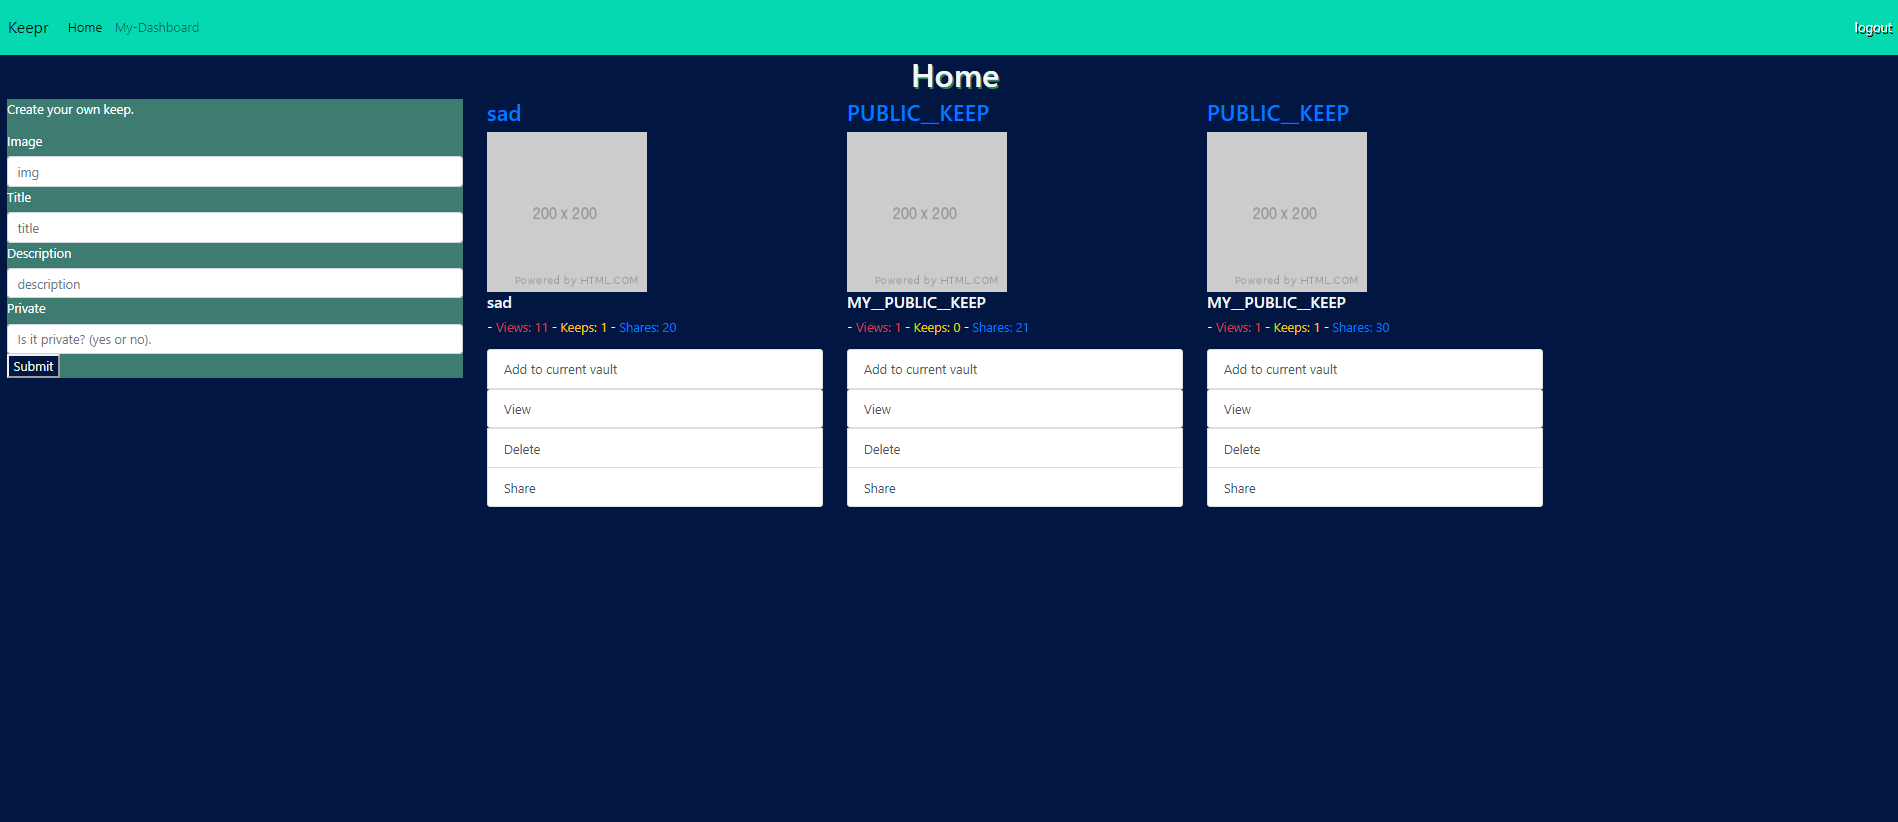 Keepr Home My-Dashboard logout
Home
Create your own keep.
Image
img
Title
title
Description
description
Private
Is it private? (yes or no).
Submit
sad
200 x 200
Powered by HTML.COM
sad
- Views: 11 - Keeps: 1 - Shares: 20
Add to current vault
View
Delete
Share
PUBLIC__KEEP
200 x 200
Powered by HTML.COM
MY__PUBLIC__KEEP
- Views: 1 - Keeps: 0 - Shares: 21
Add to current vault
View
Delete
Share
PUBLIC__KEEP
200 x 200
Powered by HTML.COM
MY__PUBLIC__KEEP
- Views: 1 - Keeps: 1 - Shares: 30
Add to current vault
View
Delete
Share